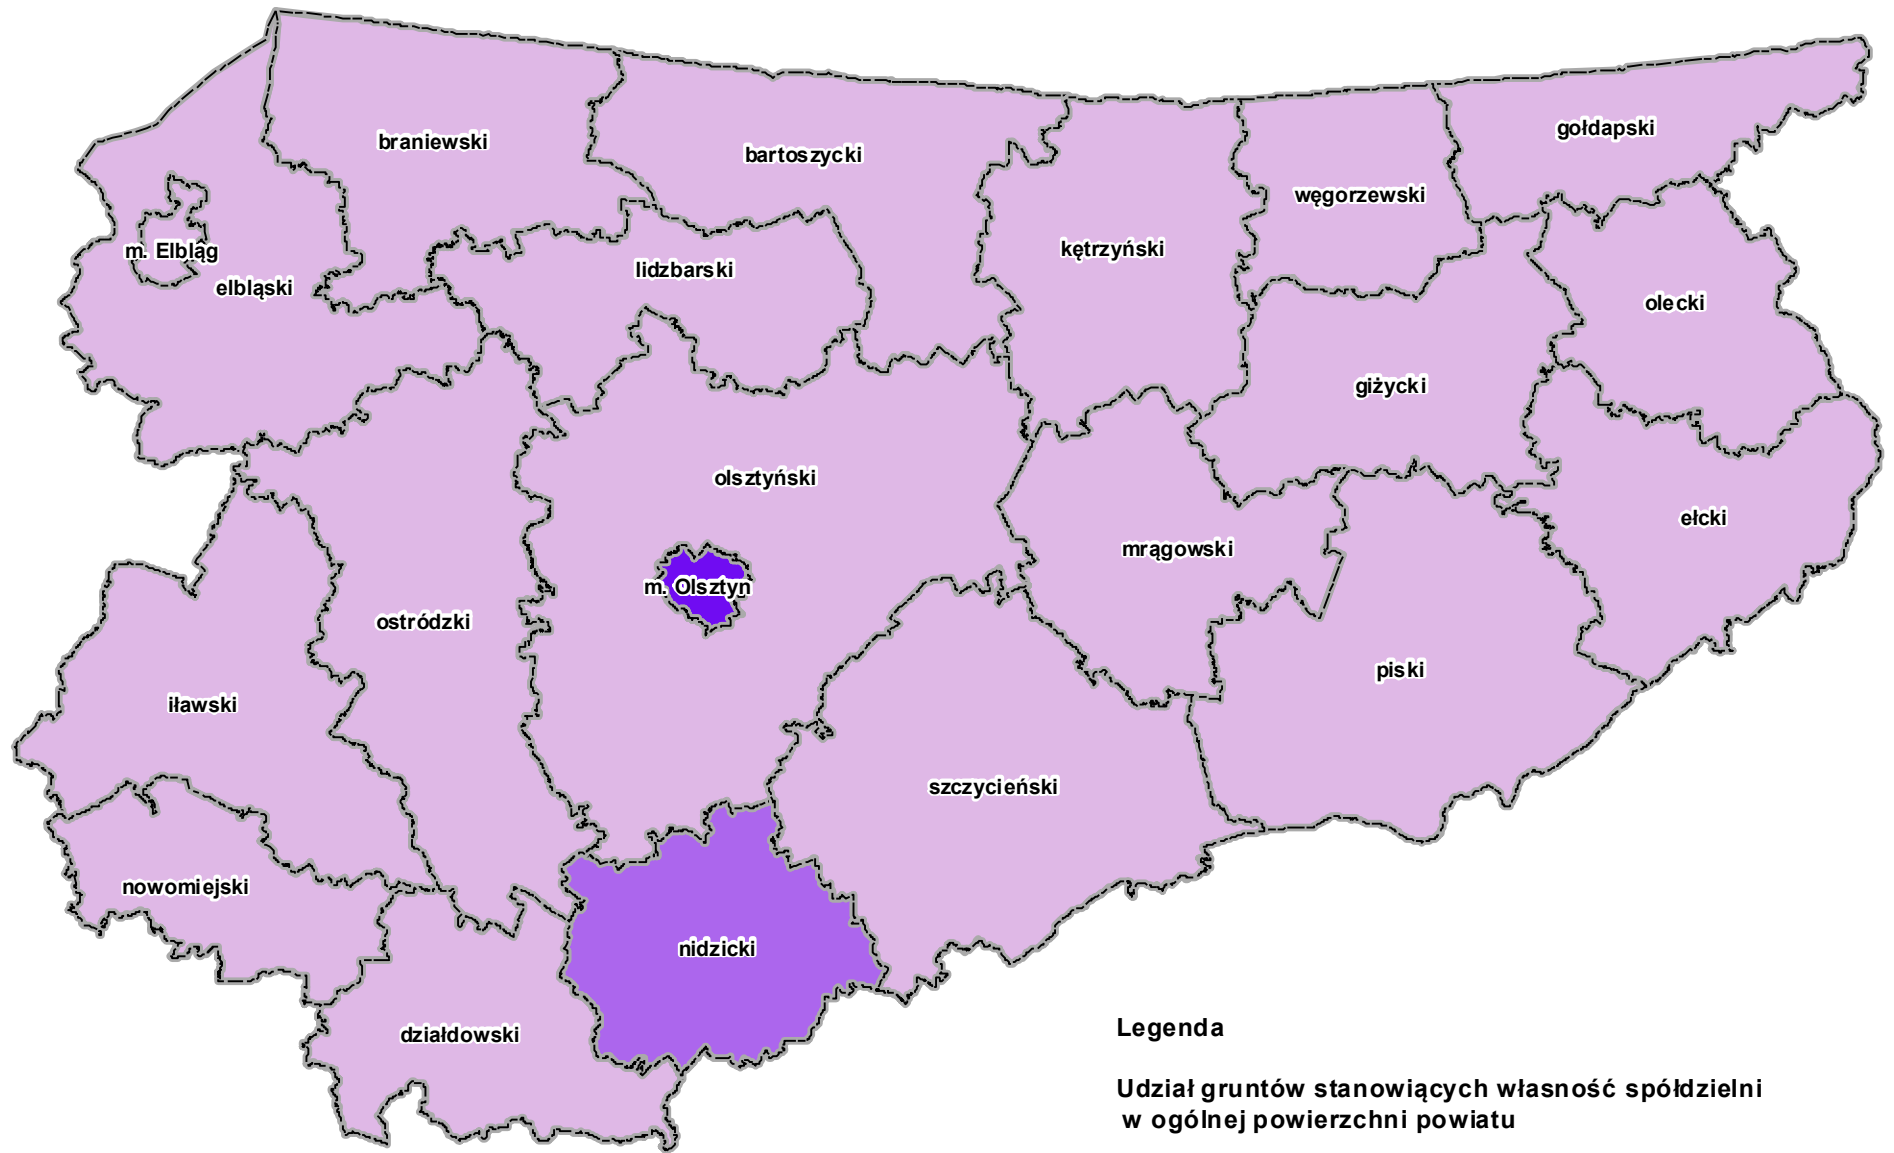 braniewski
bartoszycki
gołdapski
węgorzewski
m. Elbląg
elbląski
lidzbarski
kętrzyński
olecki
giżycki
olsztyński
ełcki
mrągowski
m. Olsztyn
ostródzki
piski
iławski
szczycieński
nowomiejski
nidzicki
działdowski
Legenda
Udział gruntów stanowiących własność spółdzielni
w ogólnej powierzchni powiatu